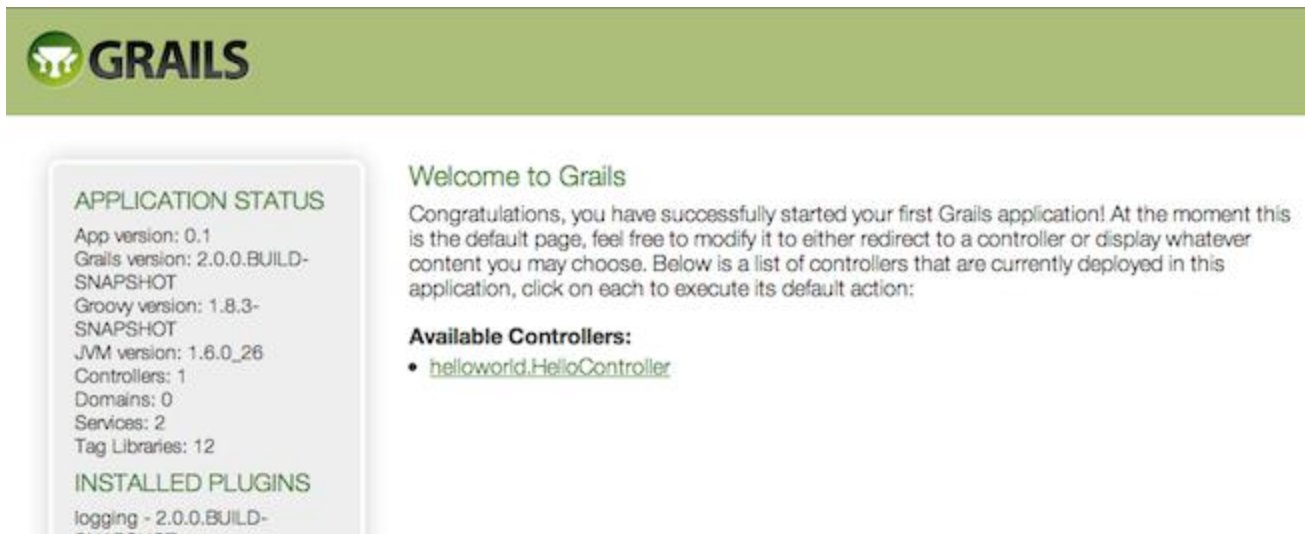 GRAILS
APPLICATION STATUS
App version: 0.1
Grails version: 2.0.0.BUILD-
SNAPSHOT
Groovy version: 1.8.3-
SNAPSHOT
JVM version: 1.6.0_26
Controllers: 1
Domains: 0
Services: 2
Tag Libraries: 12
INSTALLED PLUGINS
logging - 2.0.0.BUILD-
Welcome to Grails
Congratulations, you have successfully started your first Grails application! At the moment this
is the default page, feel free to modify it to either redirect to a controller or display whatever
content you may choose. Below is a list of controllers that are currently deployed in this
application, click on each to execute its default action:
Available Controllers:
• helloworld.HelloController